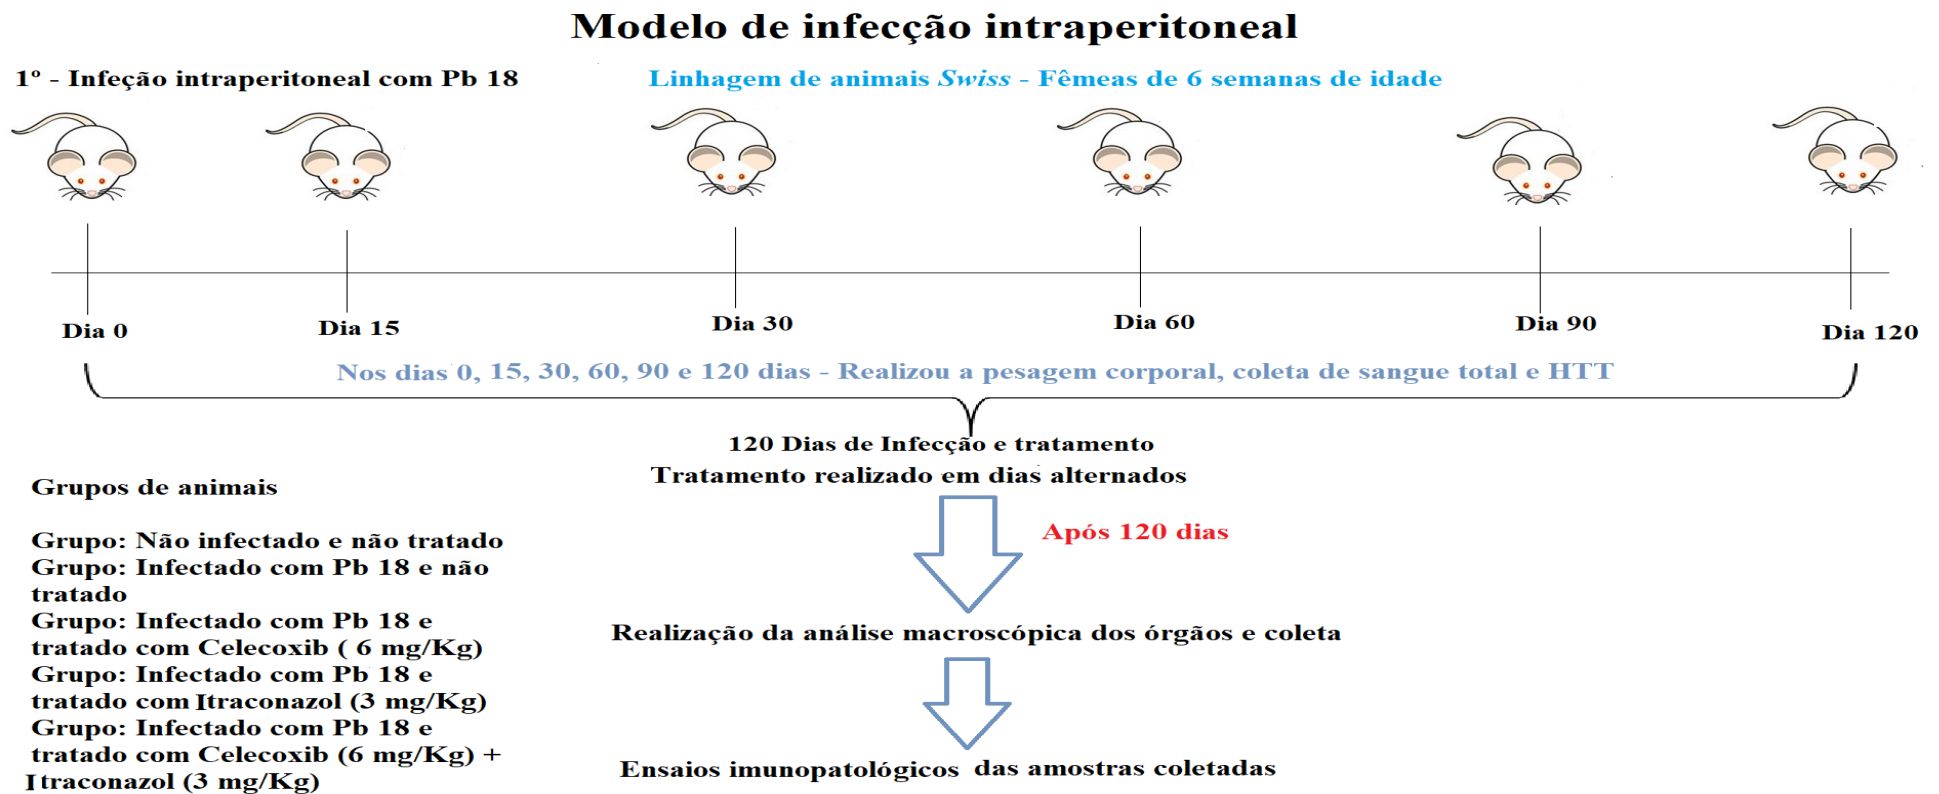 Modelo de infecção intraperitoneal
1º - Infeção intraperitoneal com Pb 18
Linhagem de animais Swiss - Fêmeas de 6 semanas de idade
Dia 0
Dia 15
Dia 30
Dia 60
Dia 90
Dia 120
Nos dias 0, 15, 30, 60, 90 e 120 dias - Realizou a pesagem corporal, coleta de sangue total e HTT
120 Dias de Infecção e tratamento
Tratamento realizado em dias alternados
Após 120 dias
Realização da análise macroscópica dos órgãos e coleta
Ensaios imunopatológicos das amostras coletadas
Grupos de animais
Grupo: Não infectado e não tratado
Grupo: Infectado com Pb 18 e não
tratado
Grupo: Infectado com Pb 18 e
tratado com Celecoxib ( 6 mg/Kg)
Grupo: Infectado com Pb 18 e
tratado com Itraconazol (3 mg/Kg)
Grupo: Infectado com Pb 18 e
tratado com Celecoxib (6 mg/Kg) +
Itraconazol (3 mg/Kg)